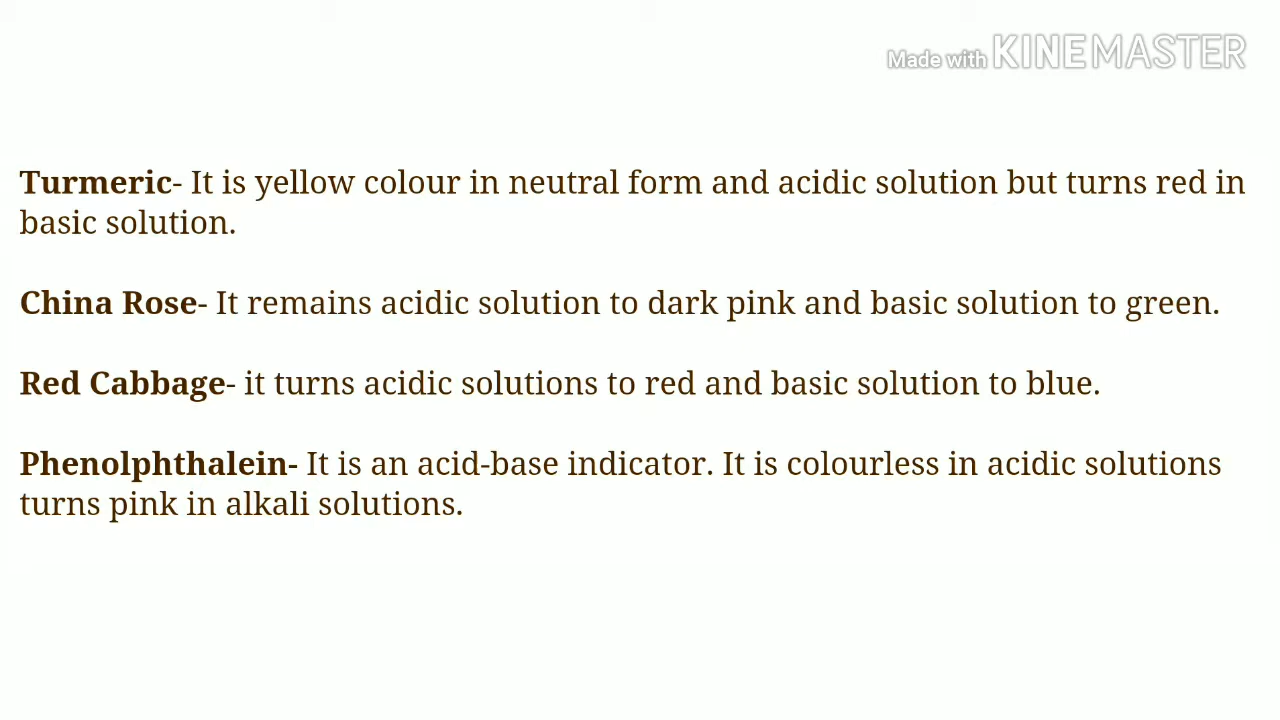 Made with KINEMASTER
Turmeric- It is yellow colour in neutral form and acidic solution but turns red in
basic solution.
China Rose- It remains acidic solution to dark pink and basic solution to green.
Red Cabbage- it turns acidic solutions to red and basic solution to blue.
Phenolphthalein- It is an acid-base indicator. It is colourless in acidic solutions
turns pink in alkali solutions.